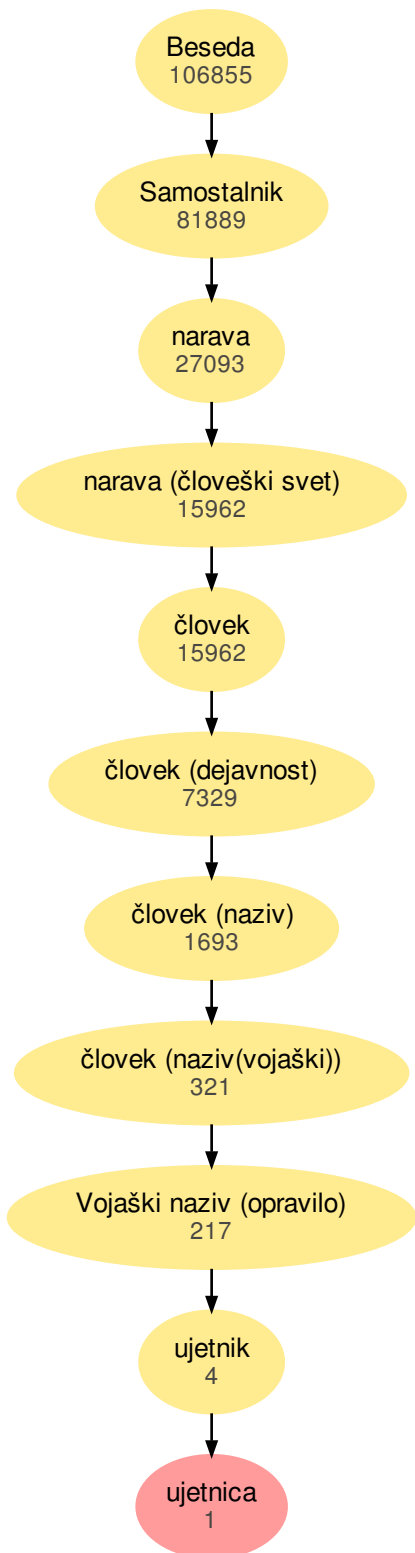 Beseda
106855
Samostalnik
81889
narava
27093
narava (človeški svet)
15962
človek
15962
človek (dejavnost)
7329
človek (naziv)
1693
človek (naziv(vojaški))
321
Vojaški naziv (opravilo)
217
ujetnik
4
ujetnica
1